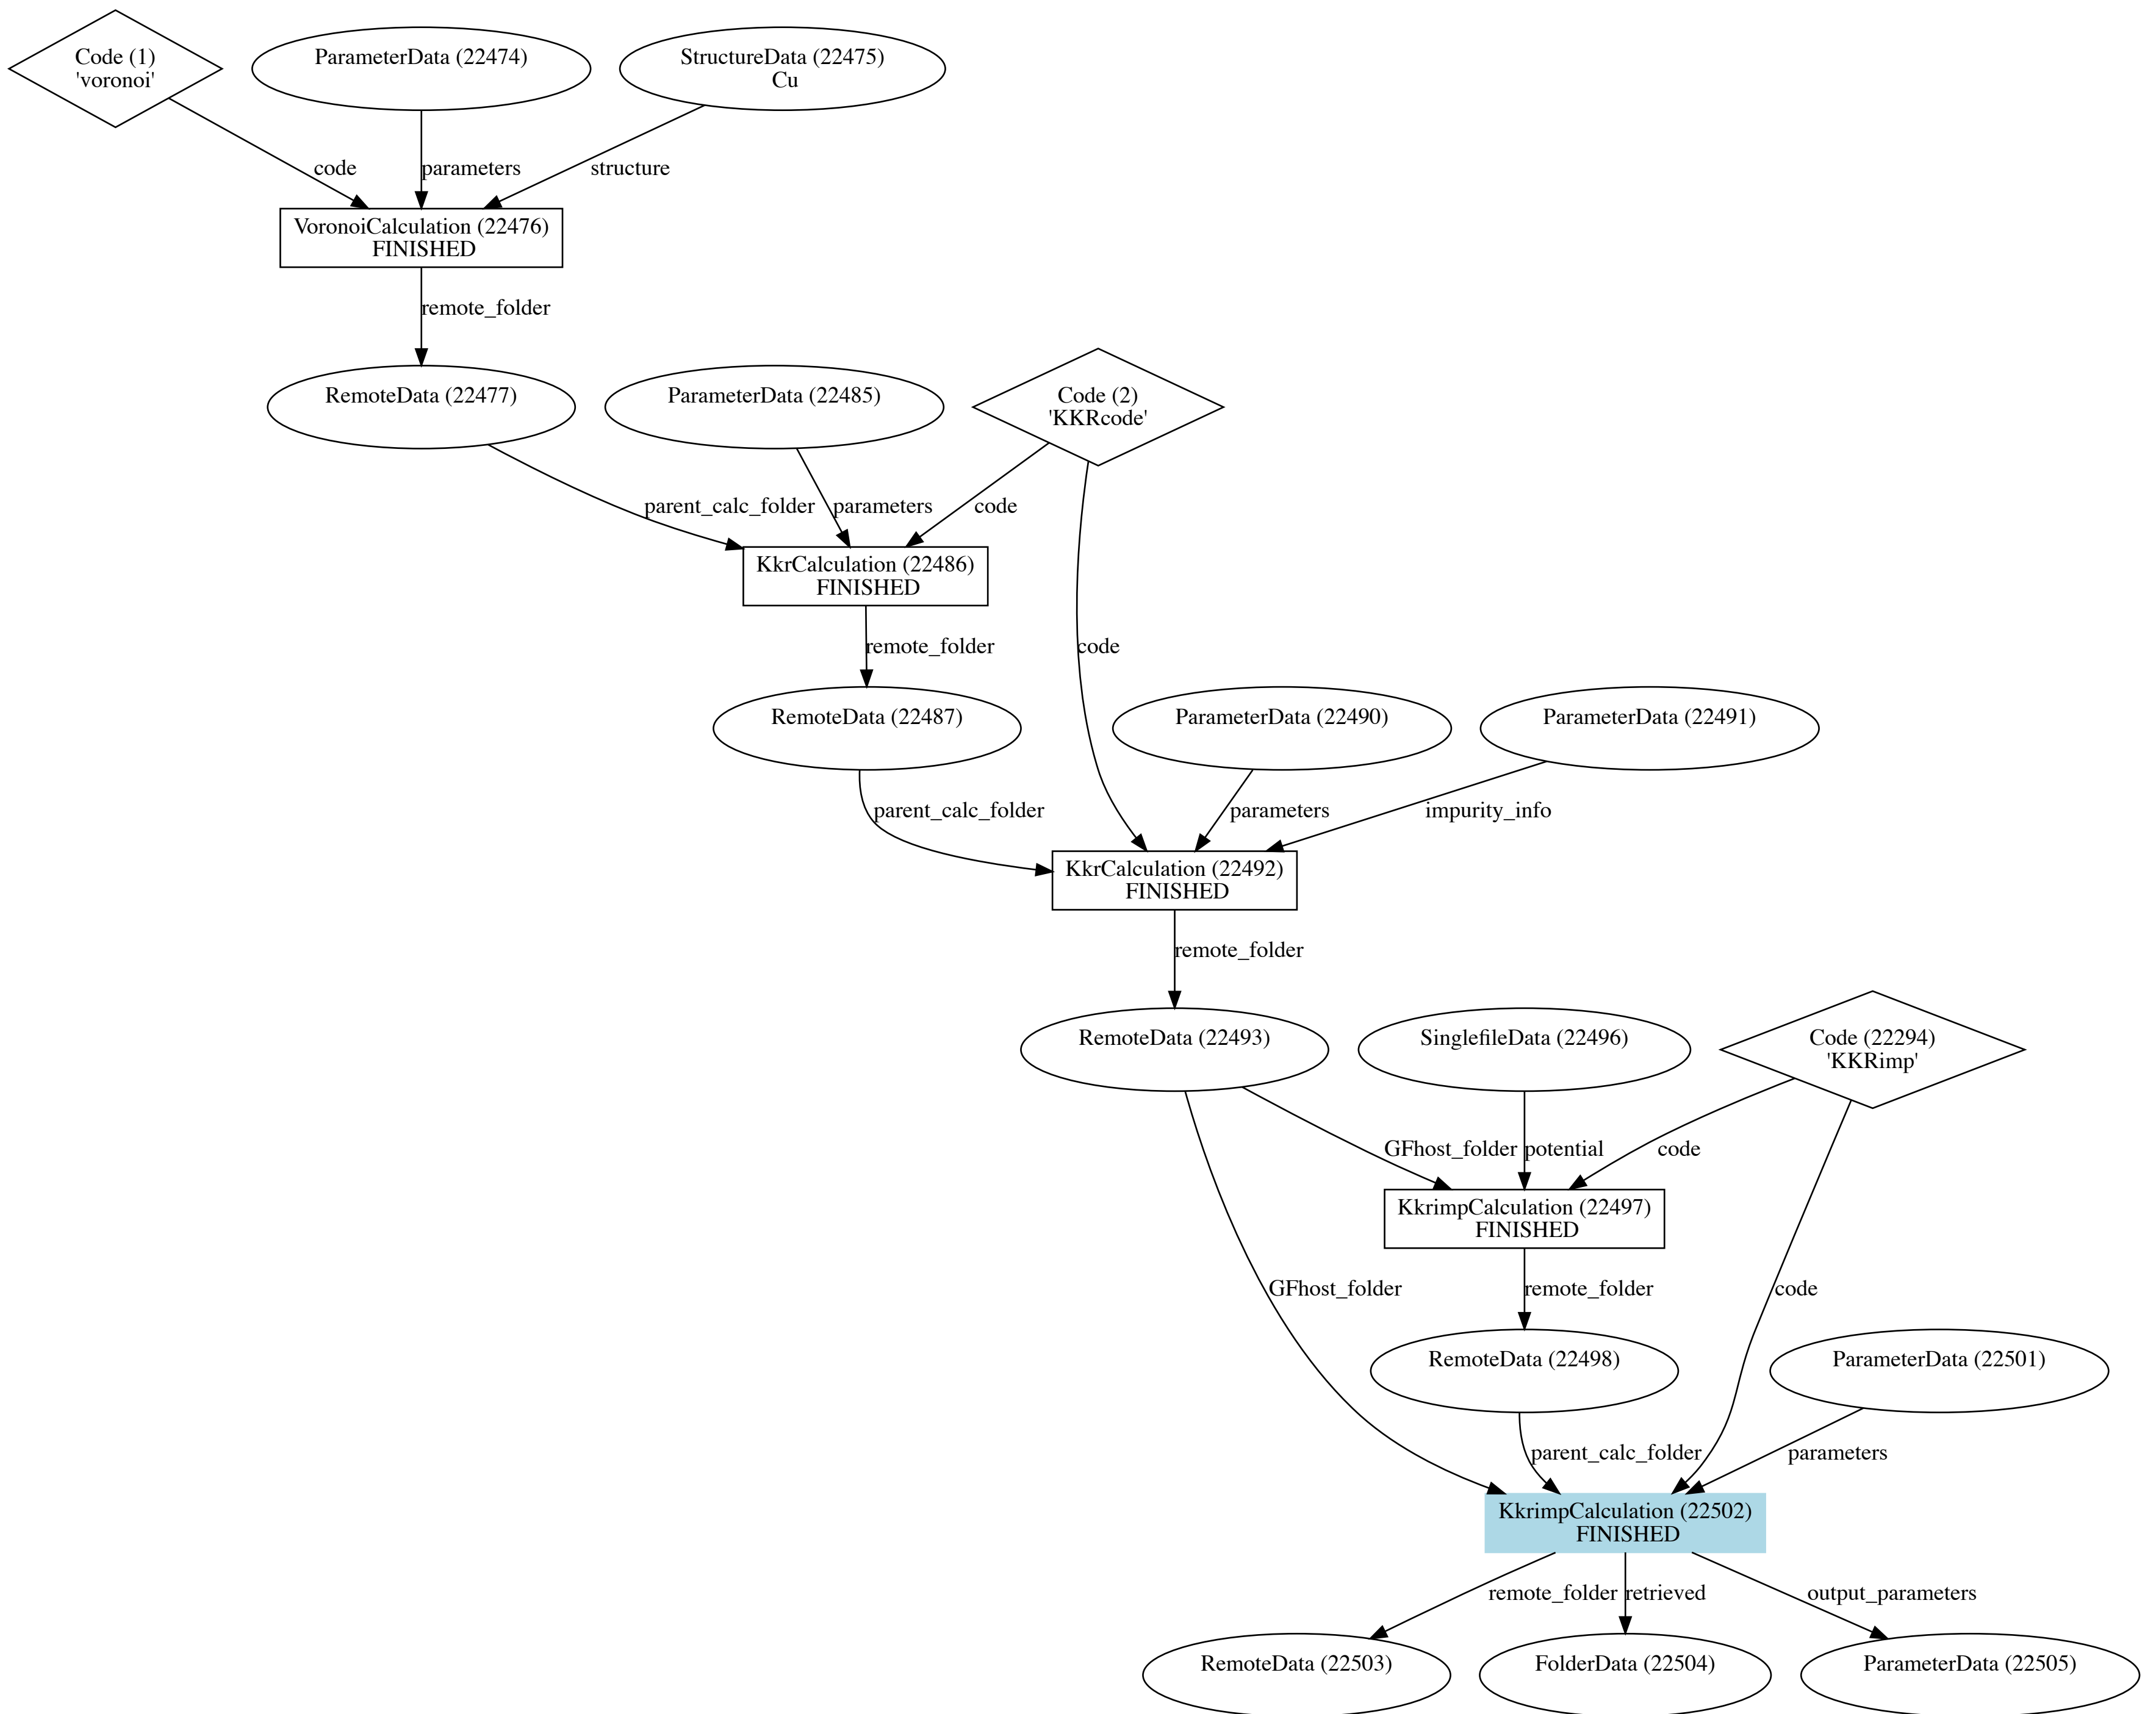 Code (1)
'voronoi'
ParameterData (22474)
StructureData (22475)
Cu
code
parameters
structure
VoronoiCalculation (22476)
FINISHED
remote_folder
RemoteData (22477)
ParameterData (22485)
Code (2)
'KKRcode'
parent_calc_folder
parameters
code
KkrCalculation (22486)
FINISHED
remote_folder
code
RemoteData (22487)
ParameterData (22490)
ParameterData (22491)
parent_calc_folder
parameters
impurity_info
KkrCalculation (22492)
FINISHED
remote_folder
RemoteData (22493)
SinglefileData (22496)
Code (22294)
'KKRimp'
GFhost_folder
potential
code
KkrimpCalculation (22497)
FINISHED
GFhost_folder
remote_folder
code
RemoteData (22498)
ParameterData (22501)
parent_calc_folder
parameters
KkrimpCalculation (22502)
FINISHED
remote_folder
retrieved
output_parameters
RemoteData (22503)
FolderData (22504)
ParameterData (22505)